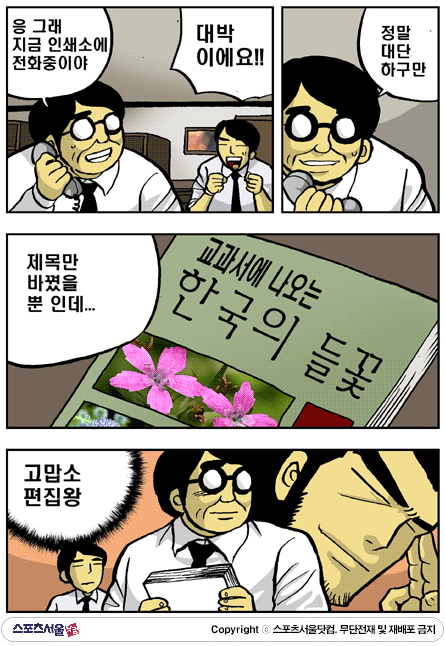 응 그래
지금 인쇄소에
전화중이야
대박
이에요!!
정말
대단
하구만
제목만
바꼈을
뿐 인데...
교과서에 나오는
한국의 들꽃
고맙소
편집왕
스포츠서울
Copyright ⓒ 스포츠서울닷컴. 무단전재 및 재배포 금지